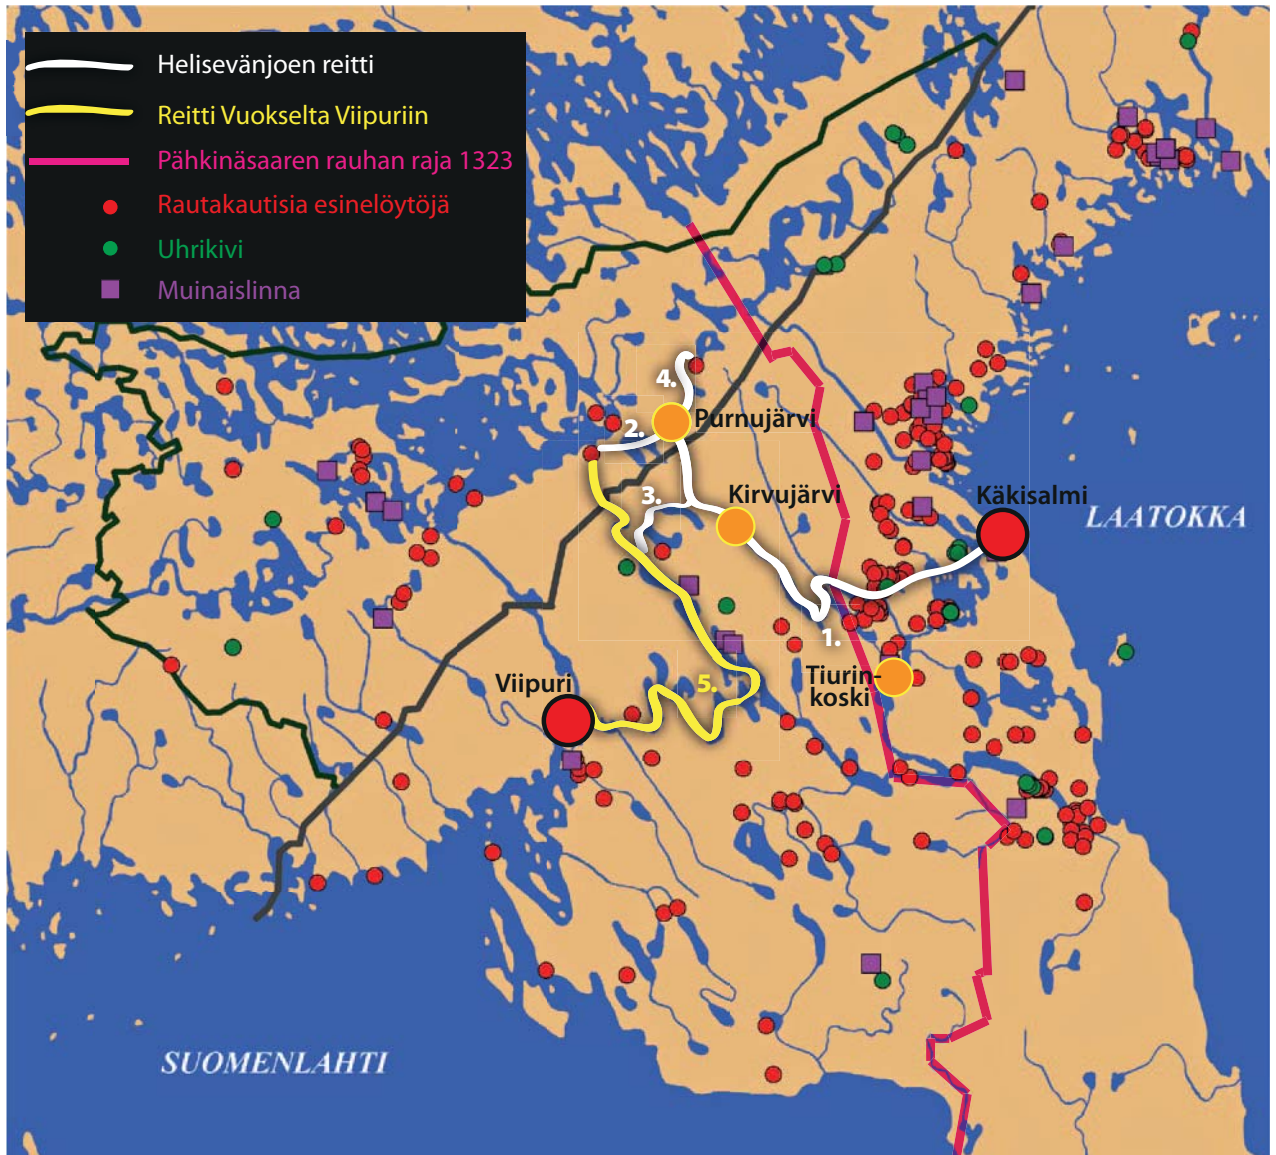 Helisevänjoen reitti
Reitti Vuokselta Viipuriin
Pähkinäsaaren rauhan raja 1323
Rautakautisia esinelöytöjä
Uhrikivi
Muinaislinna
4.
2.
Purnujärvi
3.
Kirvujärvi
Käkisalmi
LAATOKKA
1.
Viipuri
5.
Tiurin-
koski
SUOMENLAHTI